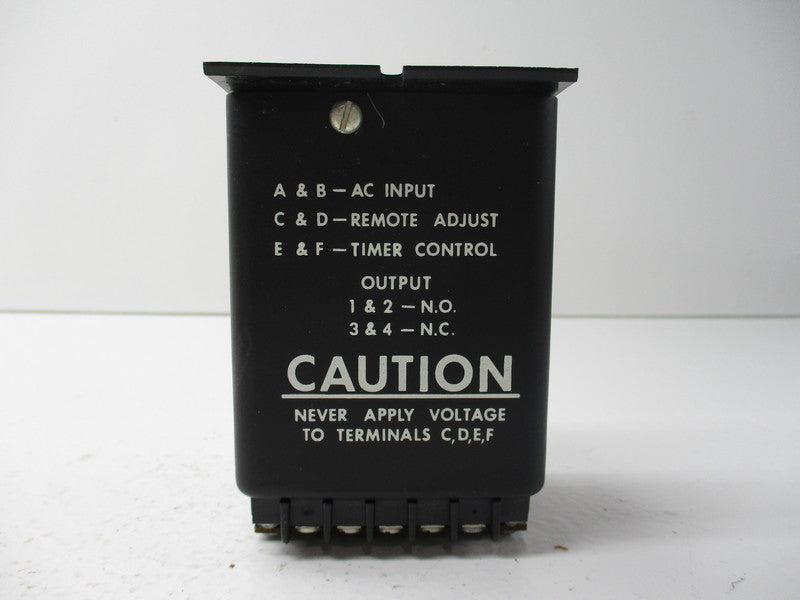 A & B — AC INPUT
C & D — REMOTE ADJUST
E & F — TIMER CONTROL
OUTPUT
1 & 2 — N.O.
3 & 4 — N.C.
CAUTION
NEVER APPLY VOLTAGE
TO TERMINALS C,D,E,F